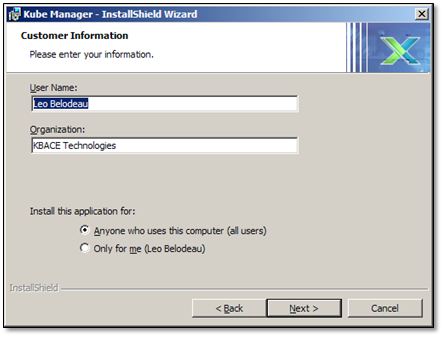 Kube Manager - InstallShield Wizard
Customer Information
Please enter your information.
User Name:
Leo Belodeau
Organization:
KBACE Technologies
Install this application for:
Anyone who uses this computer (all users)
Only for me (Leo Belodeau)
InstallShield
< Back
Next >
Cancel